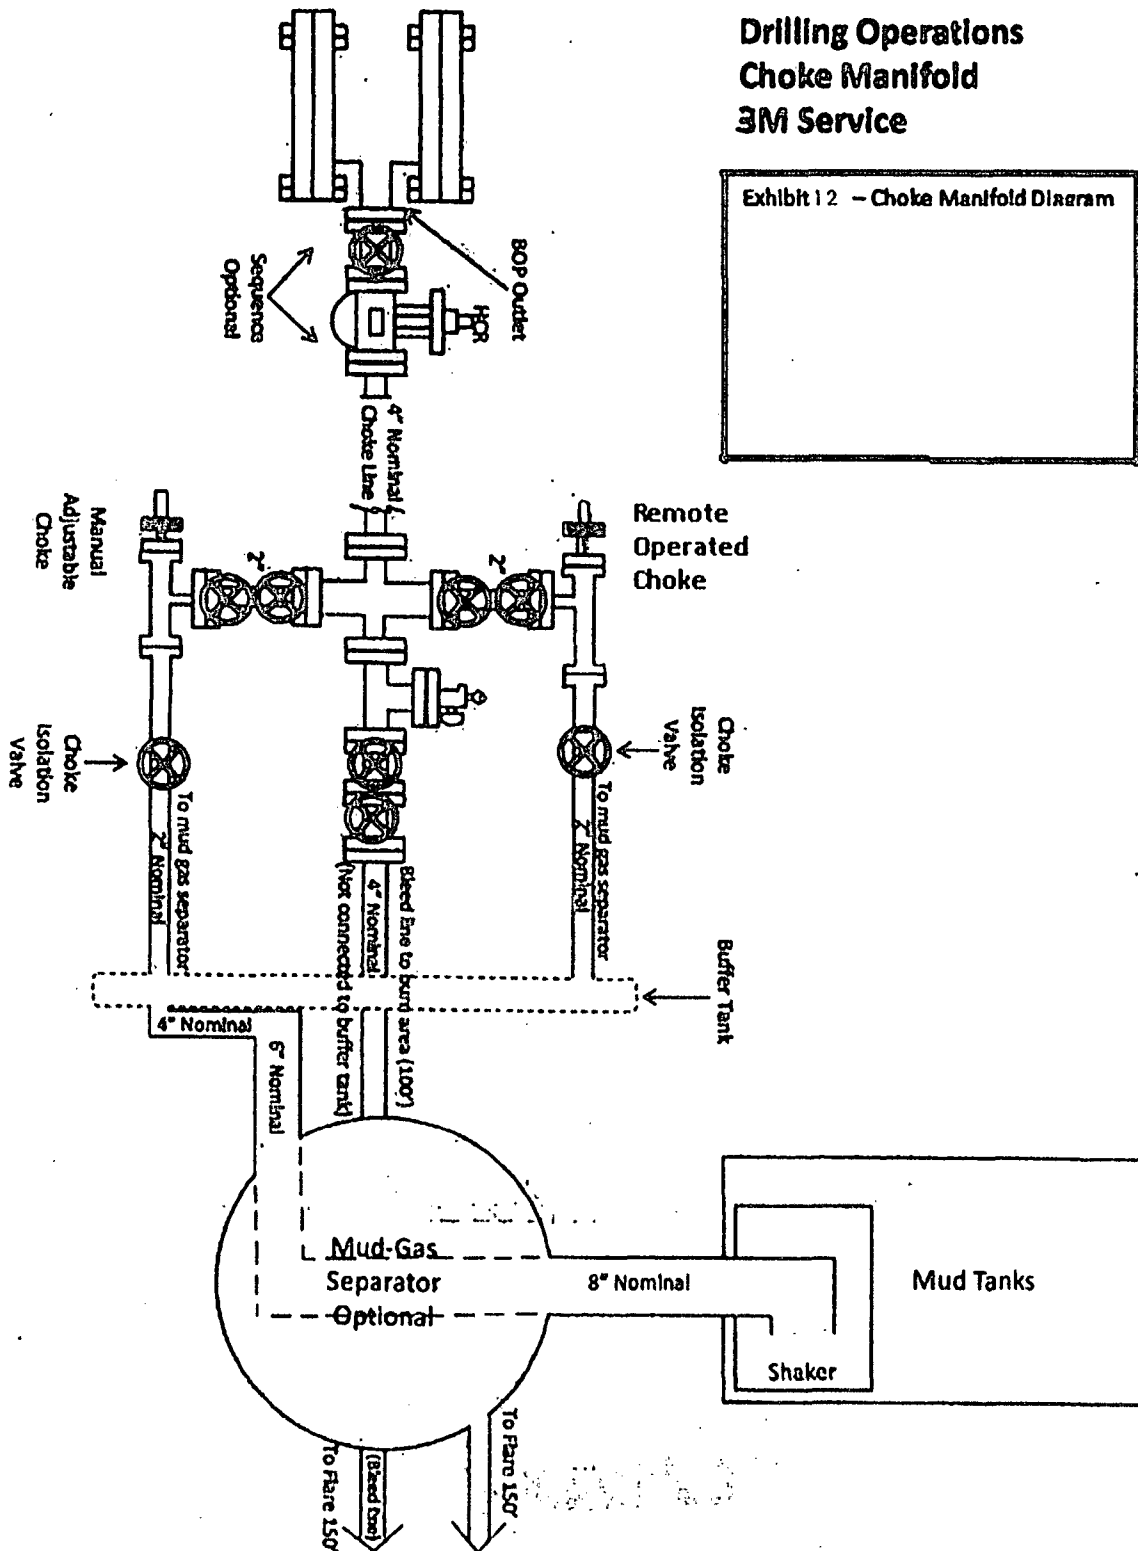 Drilling Operations
Choke Manifold
3M Service
Exhibit 12 – Choke Manifold Diagram
BOP Outlet
HCR
Sequence
Optional
4" Nominal
Choke Line
Manual
Adjustable
Choke
2"
2"
Remote
Operated
Choke
Choke
Isolation
Valve
Choke
Isolation
Valve
To mud gas separator
2" Nominal
Bleed line to burn area (100')
4" Nominal
(Not connected to buffer tank)
To mud gas separator
2" Nominal
Buffer Tank
4" Nominal
6" Nominal
Mud-Gas
Separator
Optional
8" Nominal
Mud Tanks
Shaker
To Flare 150'
(Bleed line)
To Flare 150'